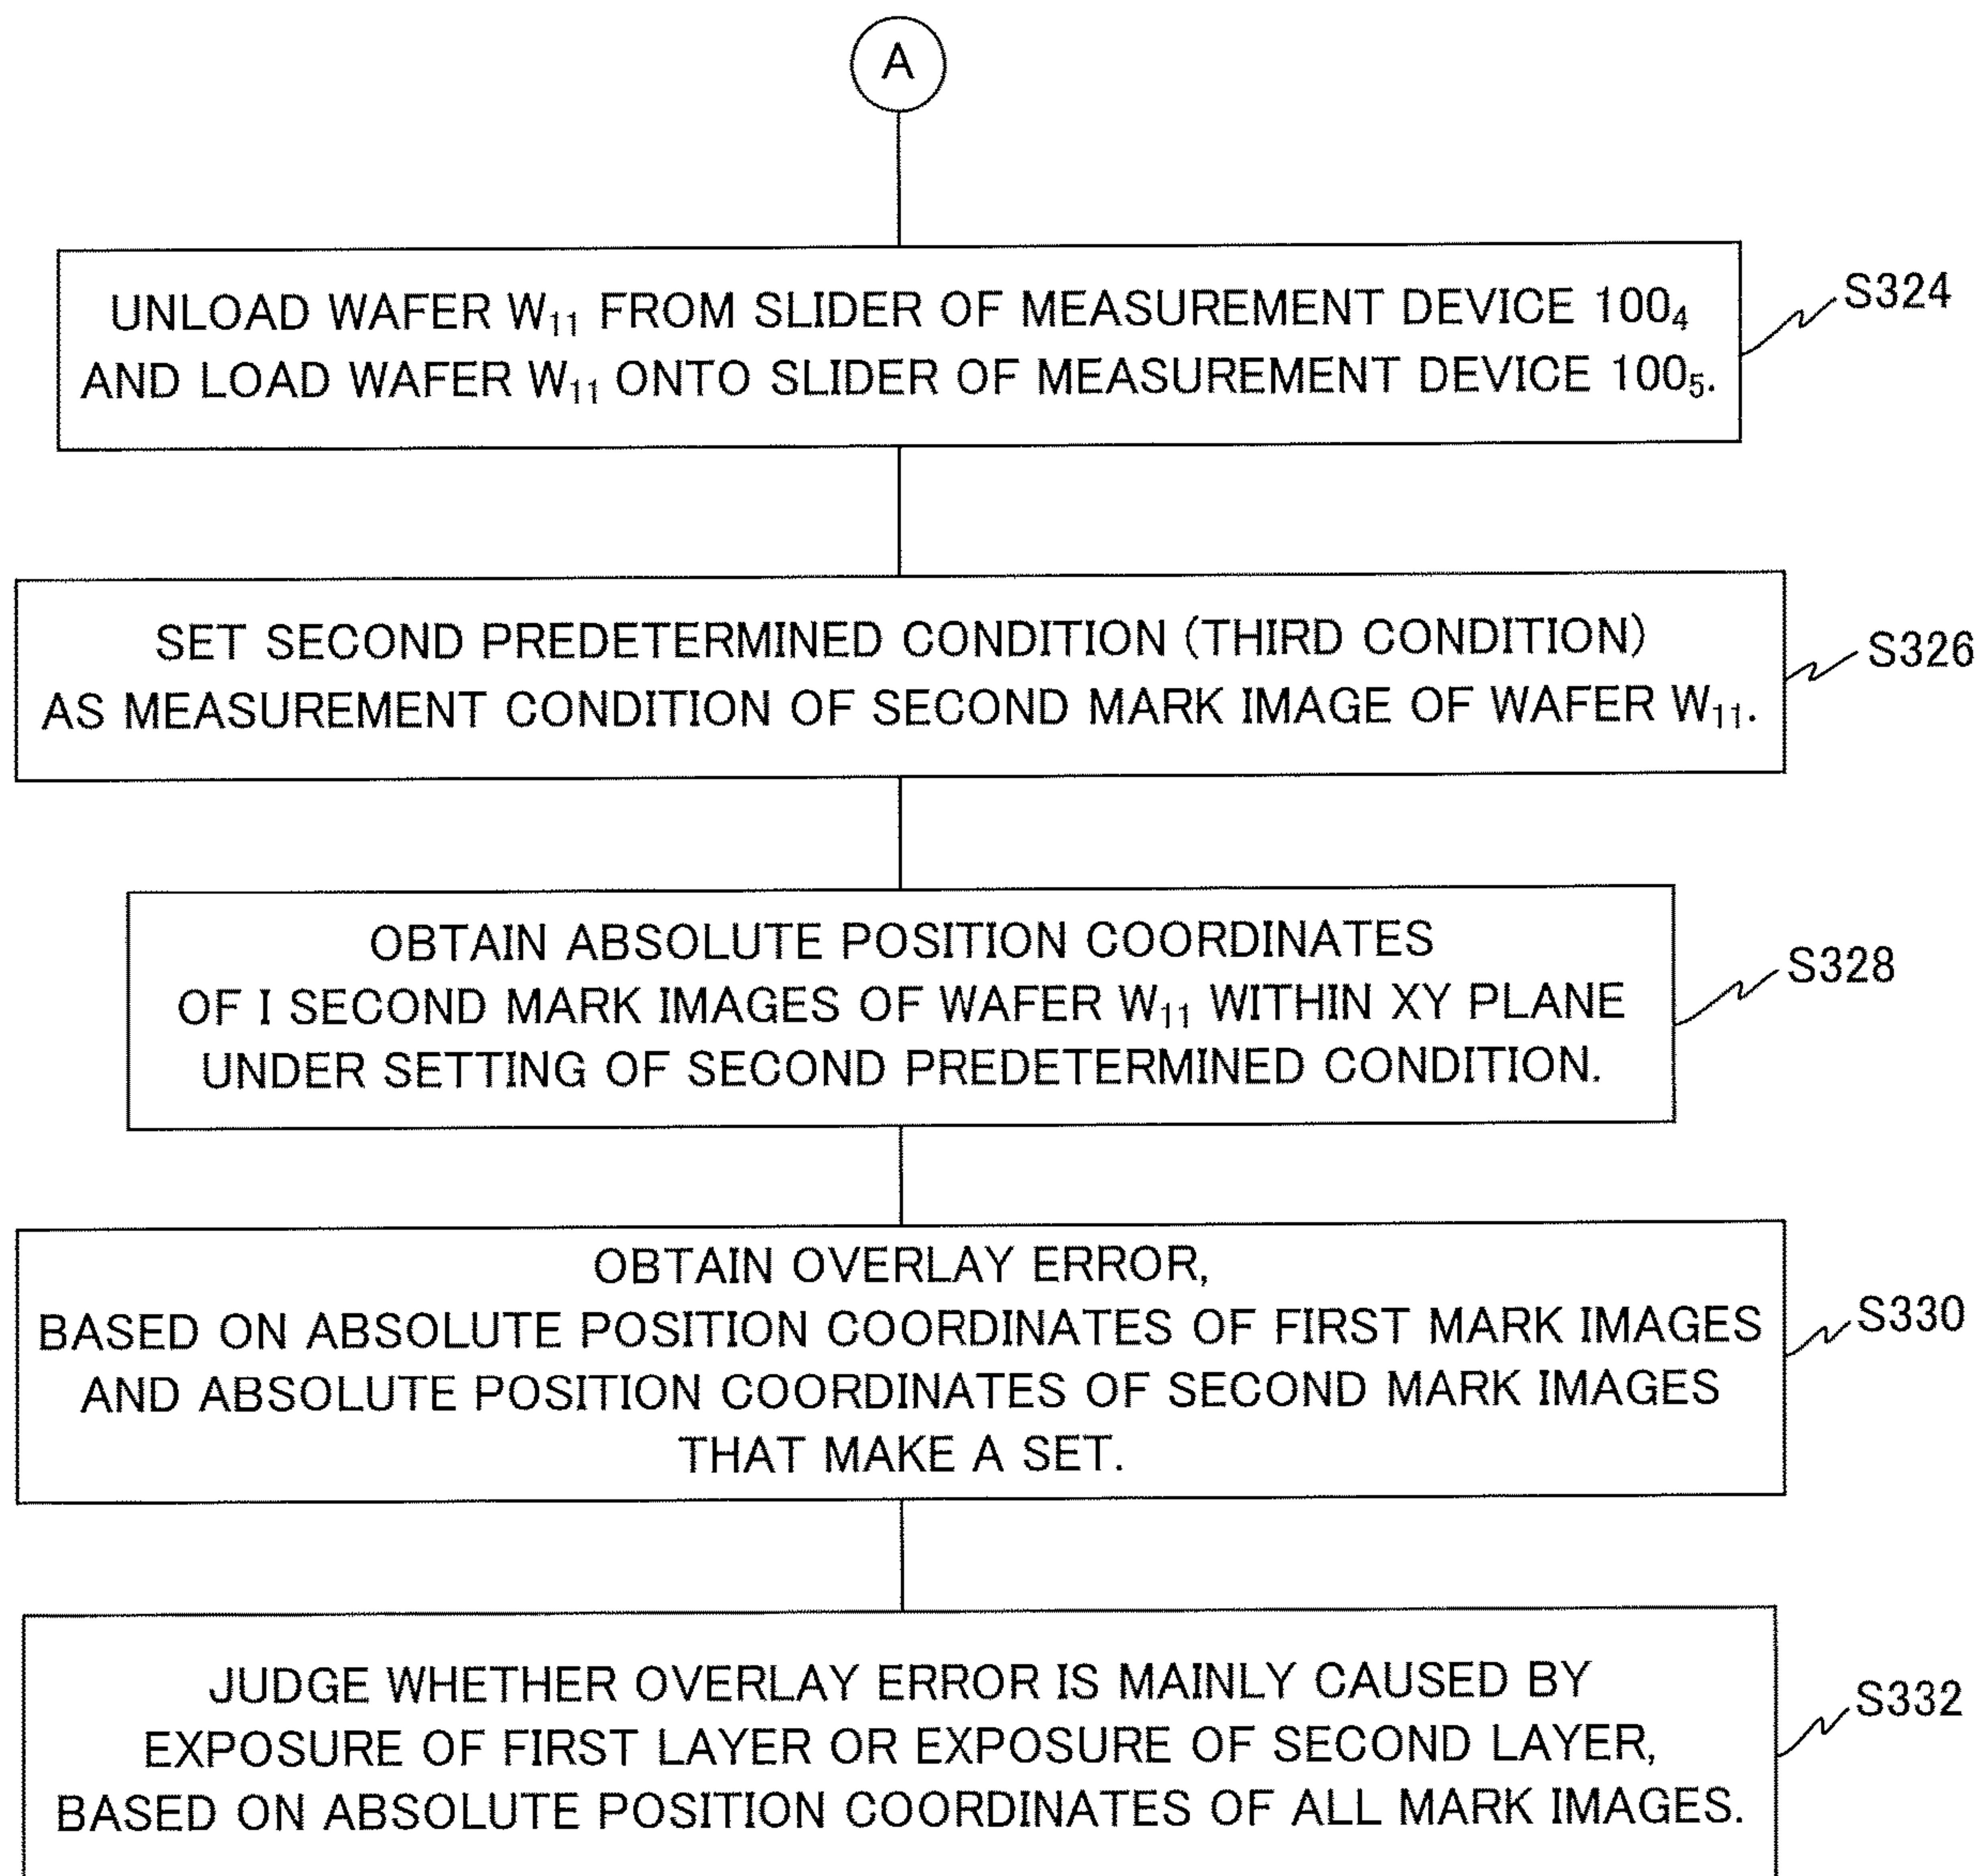 A
UNLOAD WAFER W₁₁ FROM SLIDER OF MEASUREMENT DEVICE 100₄
AND LOAD WAFER W₁₁ ONTO SLIDER OF MEASUREMENT DEVICE 100₅.
S324
SET SECOND PREDETERMINED CONDITION (THIRD CONDITION)
AS MEASUREMENT CONDITION OF SECOND MARK IMAGE OF WAFER W₁₁.
S326
OBTAIN ABSOLUTE POSITION COORDINATES
OF I SECOND MARK IMAGES OF WAFER W₁₁ WITHIN XY PLANE
UNDER SETTING OF SECOND PREDETERMINED CONDITION.
S328
OBTAIN OVERLAY ERROR,
BASED ON ABSOLUTE POSITION COORDINATES OF FIRST MARK IMAGES
AND ABSOLUTE POSITION COORDINATES OF SECOND MARK IMAGES
THAT MAKE A SET.
S330
JUDGE WHETHER OVERLAY ERROR IS MAINLY CAUSED BY
EXPOSURE OF FIRST LAYER OR EXPOSURE OF SECOND LAYER,
BASED ON ABSOLUTE POSITION COORDINATES OF ALL MARK IMAGES.
S332